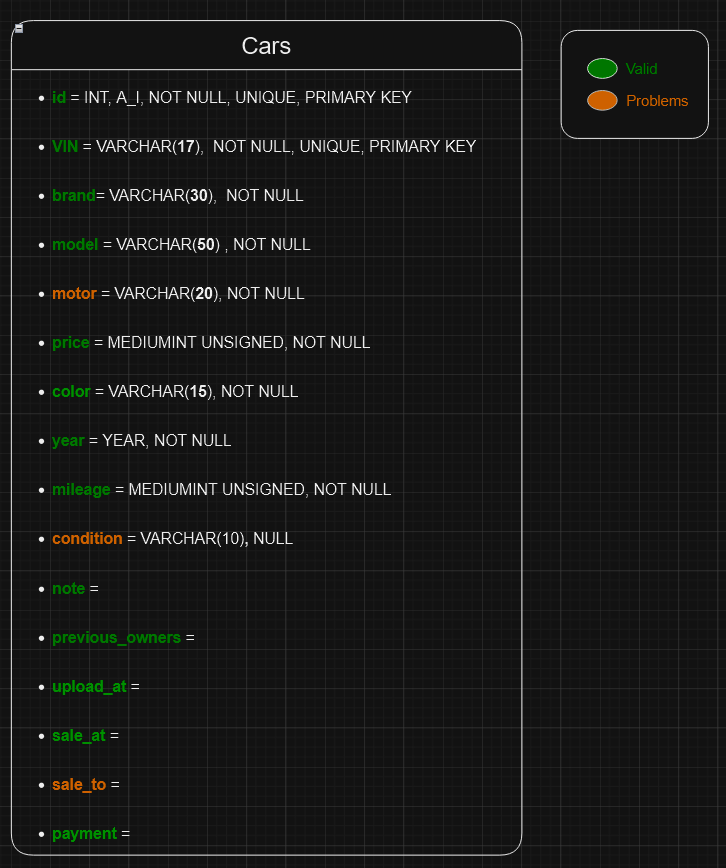 Cars
id = INT, A_I, NOT NULL, UNIQUE, PRIMARY KEY
VIN = VARCHAR(17), NOT NULL, UNIQUE, PRIMARY KEY
brand= VARCHAR(30), NOT NULL
model = VARCHAR(50) , NOT NULL
motor = VARCHAR(20), NOT NULL
price = MEDIUMINT UNSIGNED, NOT NULL
color = VARCHAR(15), NOT NULL
year = YEAR, NOT NULL
mileage = MEDIUMINT UNSIGNED, NOT NULL
condition = VARCHAR(10), NULL
note =
previous_owners =
upload_at =
sale_at =
sale_to =
payment =
Valid
Problems